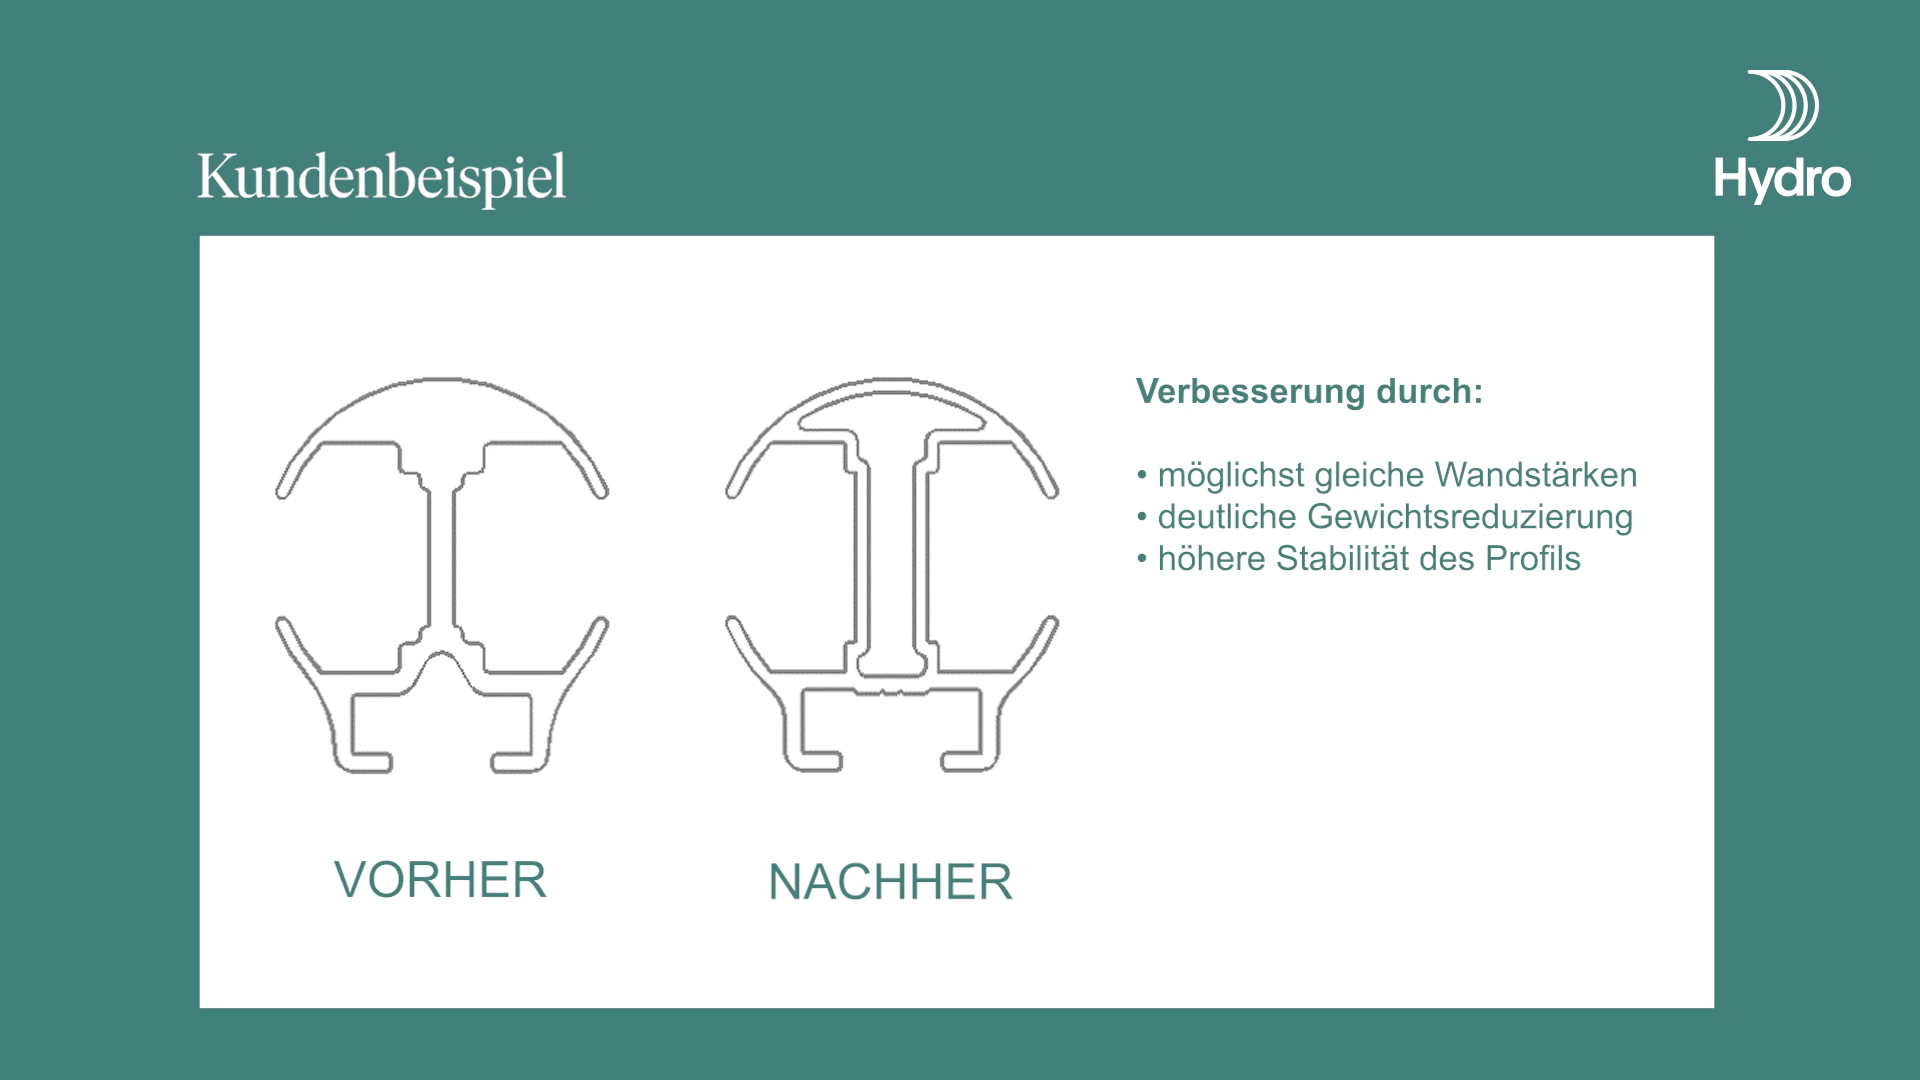 Hydro
Kundenbeispiel
Verbesserung durch:
• möglichst gleiche Wandstärken
• deutliche Gewichtsreduzierung
• höhere Stabilität des Profils
VORHER
NACHHER